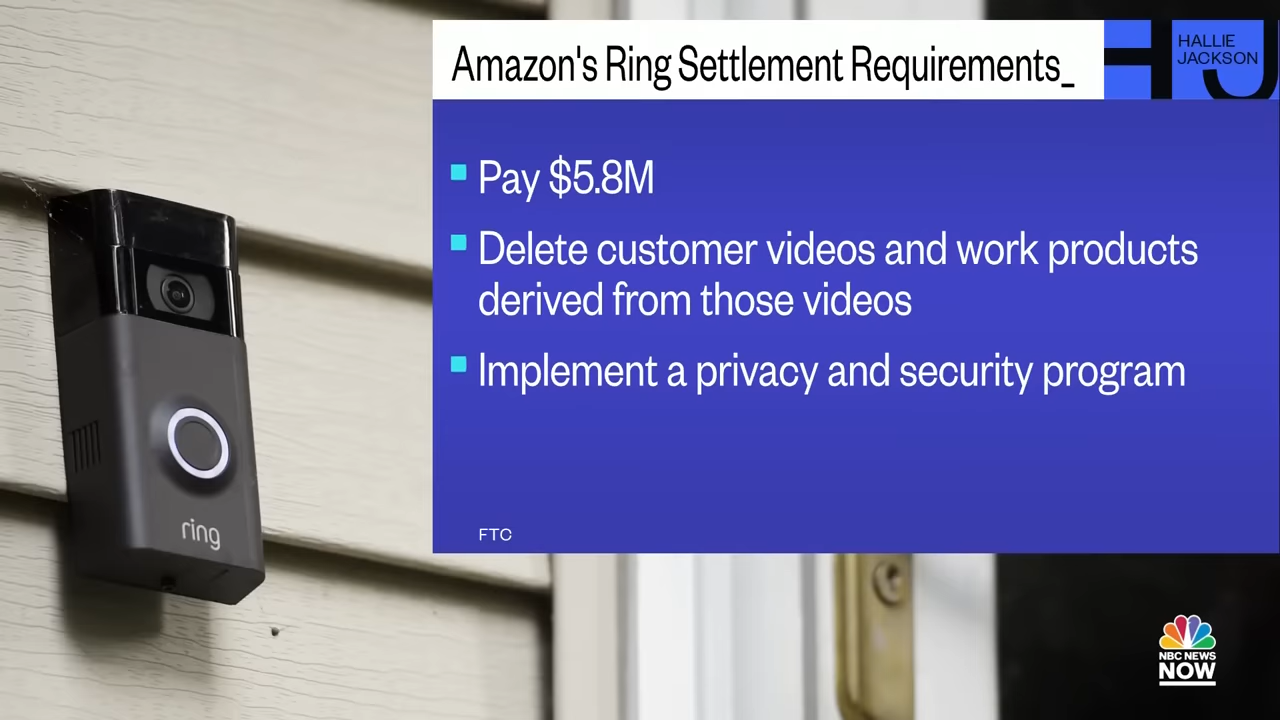 Amazon's Ring Settlement Requirements_
HALLIE
JACKSON
Pay $5.8M
Delete customer videos and work products
derived from those videos
Implement a privacy and security program
FTC
ring
NBC NEWS
NOW